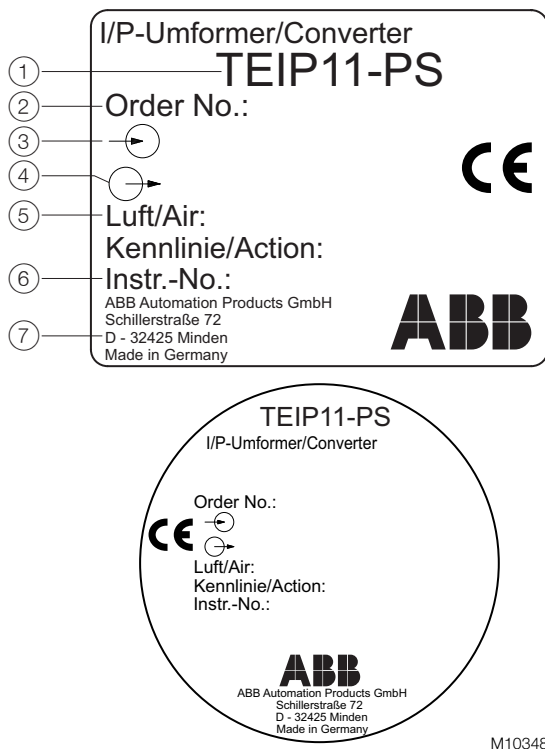 I/P-Umformer/Converter
1 TEIP11-PS
2 Order No.:
3
4
CE
5 Luft/Air:
Kennlinie/Action:
6 Instr.-No.:
ABB Automation Products GmbH
Schillerstraße 72
7 D - 32425 Minden
Made in Germany
ABB
TEIP11-PS
I/P-Umformer/Converter
Order No.:
CE
Luft/Air:
Kennlinie/Action:
Instr.-No.:
ABB
ABB Automation Products GmbH
Schillerstraße 72
D - 32425 Minden
Made in Germany
M10348